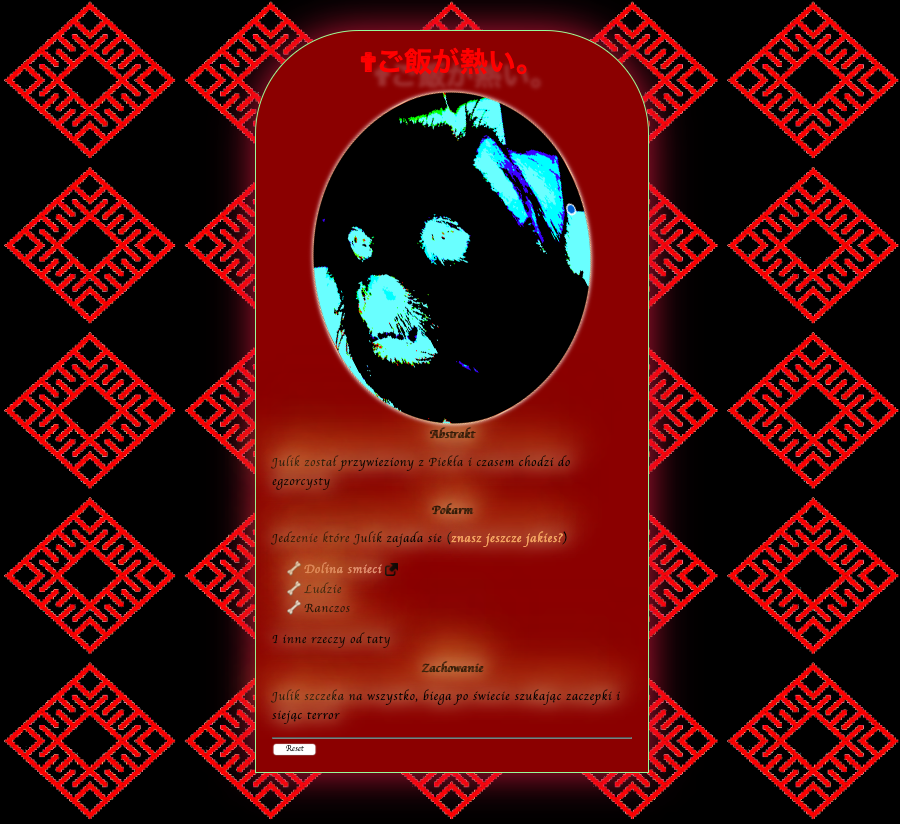 ✝ご飯が熱い。
Abstrakt
Julik został przywieziony z Piekła i czasem chodzi do
egzorcysty
Pokarm
Jedzenie które Julik zajada sie (znasz jeszcze jakies?)
Dolina smieci
Ludzie
Ranczos
I inne rzeczy od taty
Zachowanie
Julik szczeka na wszystko, biega po świecie szukając zaczepki i
siejąc terror
Reset